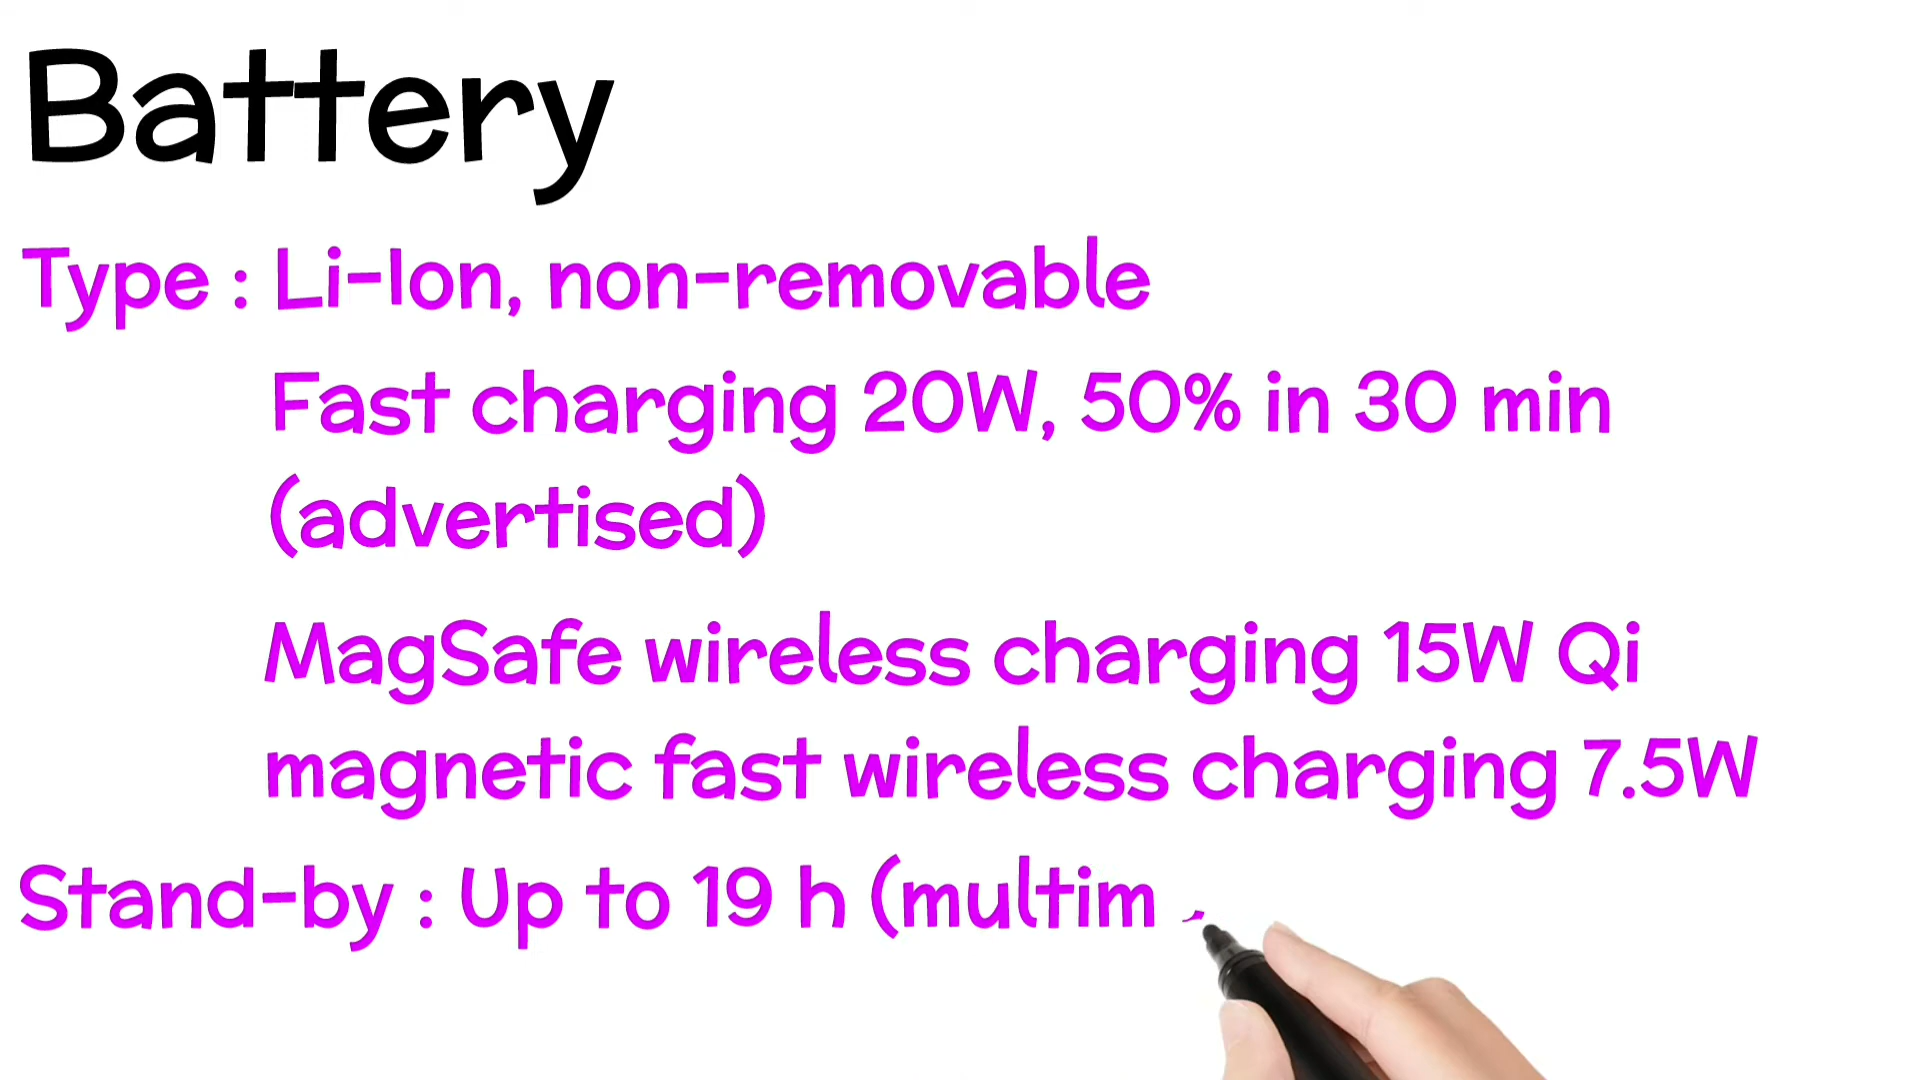 Battery
Type : Li-Ion, non-removable
Fast charging 20W, 50% in 30 min
(advertised)
MagSafe wireless charging 15W Qi
magnetic fast wireless charging 7.5W
Stand-by : Up to 19 h (multim